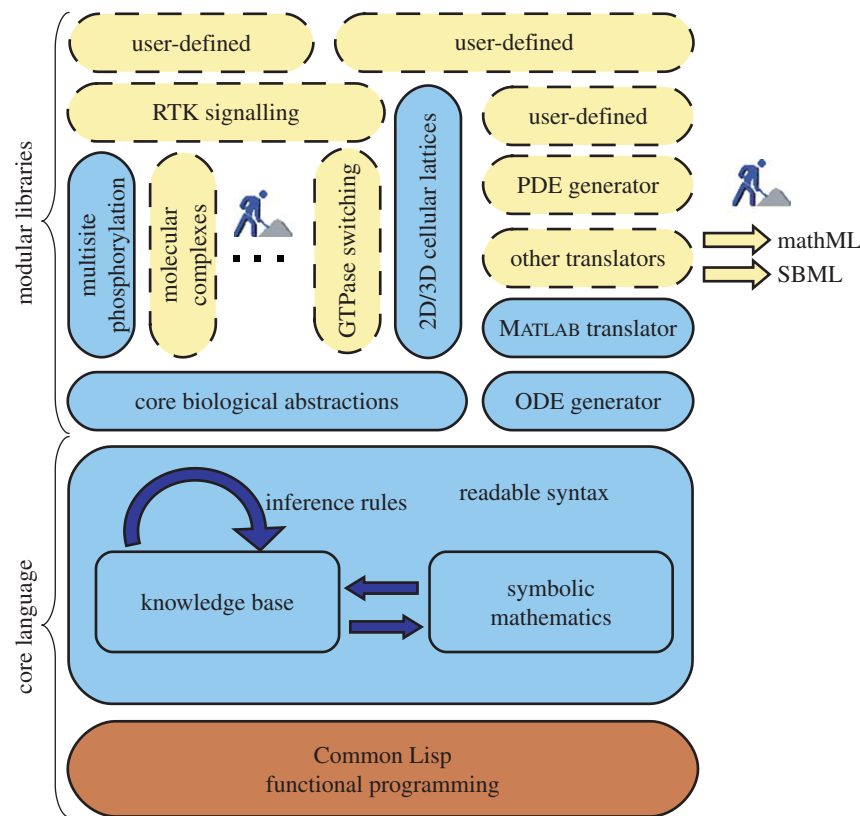 user-defined
user-defined
RTK signalling
user-defined
multisite
phosphorylation
molecular
complexes
GTPase switching
2D/3D cellular lattices
PDE generator
other translators
mathML
SBML
MATLAB translator
core biological abstractions
ODE generator
modular libraries
inference rules
readable syntax
knowledge base
symbolic
mathematics
core language
Common Lisp
functional programming